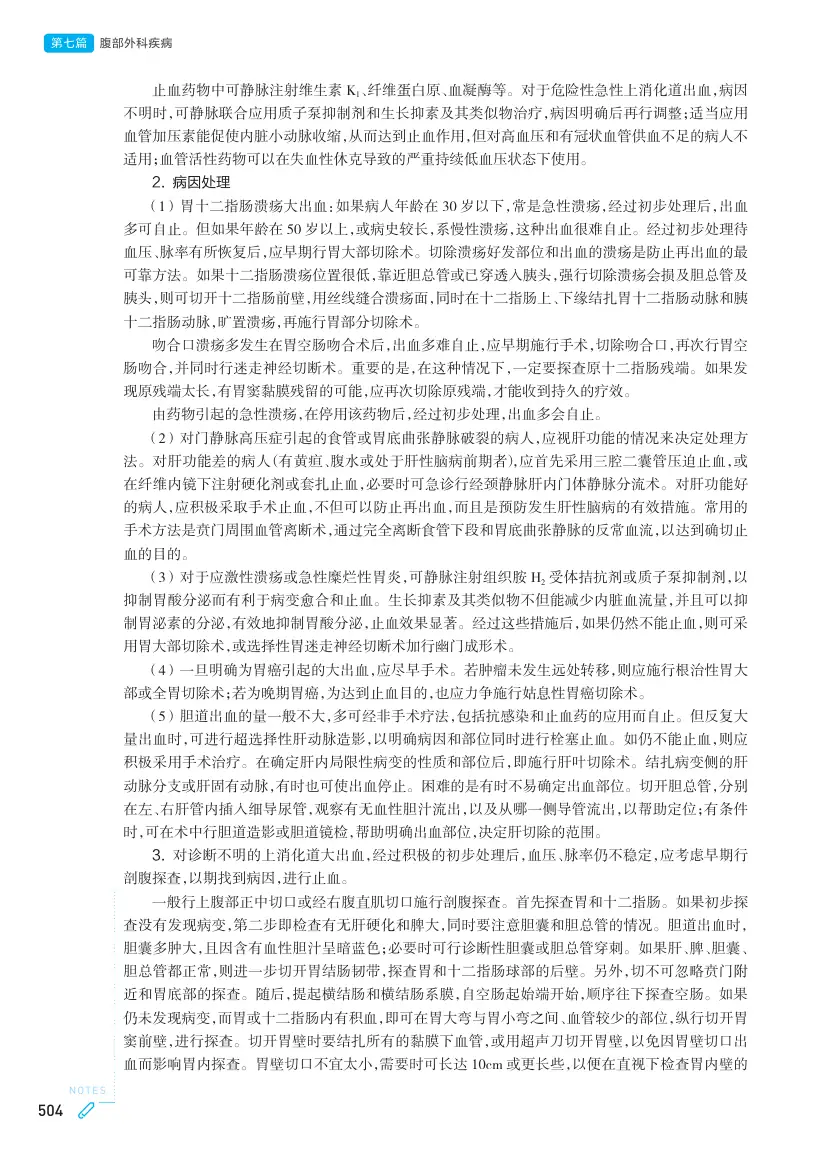 第七篇 腹部外科疾病
止血药物中可静脉注射维生素 K₁、纤维蛋白原、血凝酶等。对于危险性急性上消化道出血,病因
不明时,可静脉联合应用质子泵抑制剂和生长抑素及其类似物治疗,病因明确后再行调整;适当应用
血管加压素能促使内脏小动脉收缩,从而达到止血作用,但对高血压和有冠状血管供血不足的病人不
适用;血管活性药物可以在失血性休克导致的严重持续低血压状态下使用。
2. 病因处理
(1)胃十二指肠溃疡大出血:如果病人年龄在 30 岁以下,常是急性溃疡,经过初步处理后,出血
多可自止。但如果年龄在 50 岁以上,或病史较长,系慢性溃疡,这种出血很难自止。经过初步处理待
血压、脉率有所恢复后,应早期行胃大部切除术。切除溃疡好发部位和出血的溃疡是防止再出血的最
可靠方法。如果十二指肠溃疡位置很低,靠近胆总管或已穿透入胰头,强行切除溃疡会损及胆总管及
胰头,则可切开十二指肠前壁,用丝线缝合溃疡面,同时在十二指肠上、下缘结扎胃十二指肠动脉和胰
十二指肠动脉,旷置溃疡,再施行胃部分切除术。
吻合口溃疡多发生在胃空肠吻合术后,出血多难自止,应早期施行手术,切除吻合口,再次行胃空
肠吻合,并同时行迷走神经切断术。重要的是,在这种情况下,一定要探查原十二指肠残端。如果发
现原残端太长,有胃窦黏膜残留的可能,应再次切除原残端,才能收到持久的疗效。
由药物引起的急性溃疡,在停用该药物后,经过初步处理,出血多会自止。
(2)对门静脉高压症引起的食管或胃底曲张静脉破裂的病人,应视肝功能的情况来决定处理方
法。对肝功能差的病人(有黄疸、腹水或处于肝性脑病前期者),应首先采用三腔二囊管压迫止血,或
在纤维内镜下注射硬化剂或套扎止血,必要时可急诊行经颈静脉肝内门体静脉分流术。对肝功能好
的病人,应积极采取手术止血,不但可以防止再出血,而且是预防发生肝性脑病的有效措施。常用的
手术方法是贲门周围血管离断术,通过完全离断食管下段和胃底曲张静脉的反常血流,以达到确切止
血的目的。
(3)对于应激性溃疡或急性糜烂性胃炎,可静脉注射组织胺 H₂ 受体拮抗剂或质子泵抑制剂,以
抑制胃酸分泌而有利于病变愈合和止血。生长抑素及其类似物不但能减少内脏血流量,并且可以抑
制胃泌素的分泌,有效地抑制胃酸分泌,止血效果显著。经过这些措施后,如果仍然不能止血,则可采
用胃大部切除术,或选择性胃迷走神经切断术加行幽门成形术。
(4)一旦明确为胃癌引起的大出血,应尽早手术。若肿瘤未发生远处转移,则应施行根治性胃大
部或全胃切除术;若为晚期胃癌,为达到止血目的,也应力争施行姑息性胃癌切除术。
(5)胆道出血的量一般不大,多可经非手术疗法,包括抗感染和止血药的应用而自止。但反复大
量出血时,可进行超选择性肝动脉造影,以明确病因和部位同时进行栓塞止血。如仍不能止血,则应
积极采用手术治疗。在确定肝内局限性病变的性质和部位后,即施行肝叶切除术。结扎病变侧的肝
动脉分支或肝固有动脉,有时也可使出血停止。困难的是有时不易确定出血部位。切开胆总管,分别
在左、右肝管内插入细导尿管,观察有无血性胆汁流出,以及从哪一侧导管流出,以帮助定位;有条件
时,可在术中行胆道造影或胆道镜检,帮助明确出血部位,决定肝切除的范围。
3. 对诊断不明的上消化道大出血,经过积极的初步处理后,血压、脉率仍不稳定,应考虑早期行
剖腹探查,以期找到病因,进行止血。
一般行上腹部正中切口或经右腹直肌切口施行剖腹探查。首先探查胃和十二指肠。如果初步探
查没有发现病变,第二步即检查有无肝硬化和脾大,同时要注意胆囊和胆总管的情况。胆道出血时,
胆囊多肿大,且因含有血性胆汁呈暗蓝色;必要时可行诊断性胆囊或胆总管穿刺。如果肝、脾、胆囊、
胆总管都正常,则进一步切开胃结肠韧带,探查胃和十二指肠球部的后壁。另外,切不可忽略贲门附
近和胃底部的探查。随后,提起横结肠和横结肠系膜,自空肠起始端开始,顺序往下探查空肠。如果
仍未发现病变,而胃或十二指肠内有积血,即可在胃大弯与胃小弯之间、血管较少的部位,纵行切开胃
窦前壁,进行探查。切开胃壁时要结扎所有的黏膜下血管,或用超声刀切开胃壁,以免因胃壁切口出
血而影响胃内探查。胃壁切口不宜太小,需要时可长达 10cm 或更长些,以便在直视下检查胃内壁的
NOTES
504